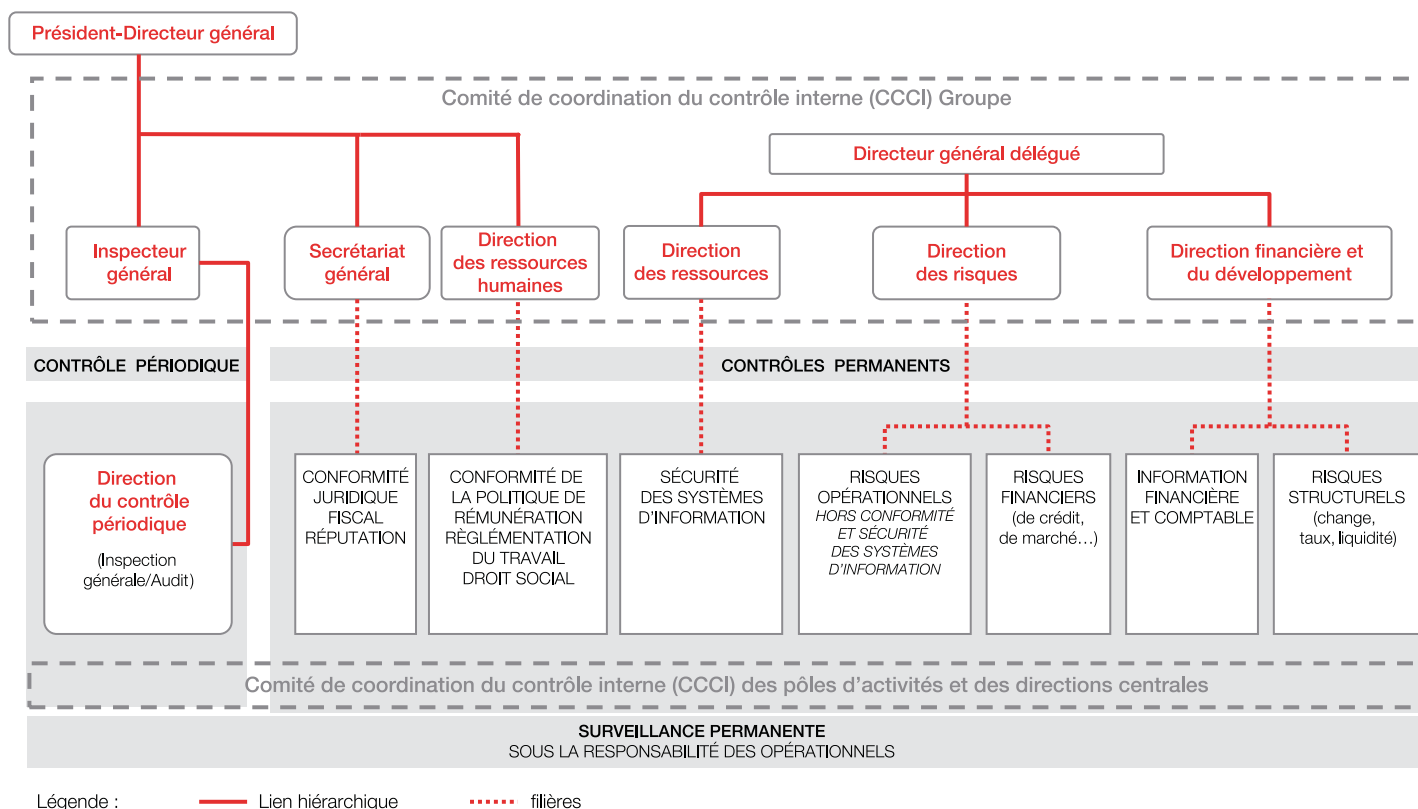 Président-Directeur général
Comité de coordination du contrôle interne (CCCI) Groupe
Directeur général délégué
Inspecteur
général
Secrétariat
général
Direction
des ressources
humaines
Direction
des ressources
Direction
des risques
Direction financière et
du développement
CONTRÔLE PÉRIODIQUE
CONTRÔLES PERMANENTS
Direction
du contrôle
périodique
(Inspection
générale/Audit)
CONFORMITÉ
JURIDIQUE
FISCAL
RÉPUTATION
CONFORMITÉ DE
LA POLITIQUE DE
RÉMUNÉRATION
RÈGLÉMENTATION
DU TRAVAIL
DROIT SOCIAL
SÉCURITÉ
DES SYSTÈMES
D'INFORMATION
RISQUES
OPÉRATIONNELS
HORS CONFORMITÉ
ET SÉCURITÉ
DES SYSTÈMES
D'INFORMATION
RISQUES
FINANCIERS
(de crédit,
de marché…)
INFORMATION
FINANCIÈRE
ET COMPTABLE
RISQUES
STRUCTURELS
(change,
taux, liquidité)
Comité de coordination du contrôle interne (CCCI) des pôles d'activités et des directions centrales
SURVEILLANCE PERMANENTE
SOUS LA RESPONSABILITÉ DES OPÉRATIONNELS
Légende : Lien hiérarchique filières